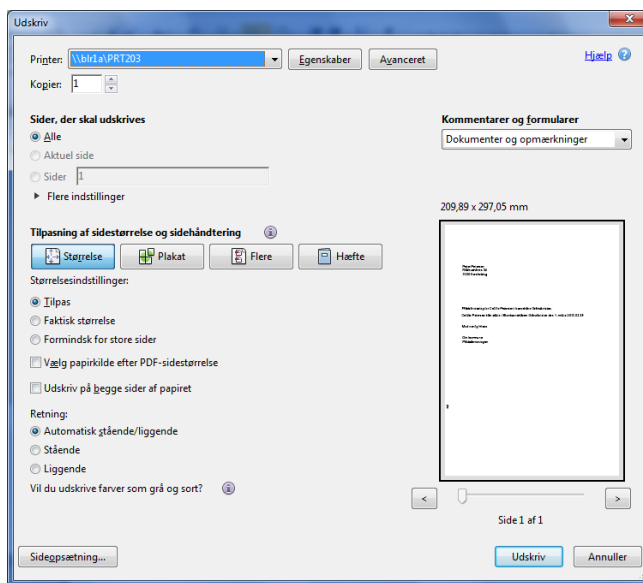 Udskriv
Printer: \\blr1a\PRT203 Egenskaber Avanceret Hjælp
Kopier: 1
Sider, der skal udskrives
Alle
Aktuel side
Sider 1
Flere indstillinger
Kommentarer og formularer
Dokumenter og opmærkninger
Tilpasning af sidestørrelse og sidehåndtering
Størrelse Plakat Flere Hæfte
Størrelsesindstillinger:
Tilpas
Faktisk størrelse
Formindsk for store sider
Vælg papirkilde efter PDF-sidestørrelse
Udskriv på begge sider af papiret
Retning:
Automatisk stående/liggende
Stående
Liggende
Vil du udskrive farver som grå og sort?
209,89 x 297,05 mm
< >
Side 1 af 1
Sideopsætning... Udskriv Annuller